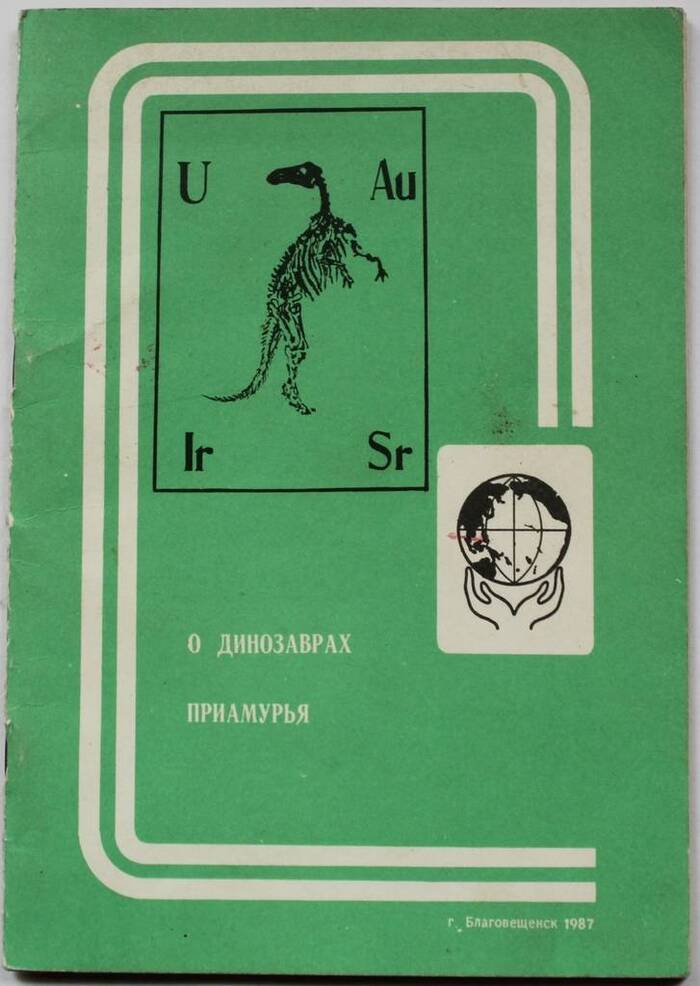 U Au
Ir Sr
О ДИНОЗАВРАХ
ПРИАМУРЬЯ
г. Благовещенск 1987